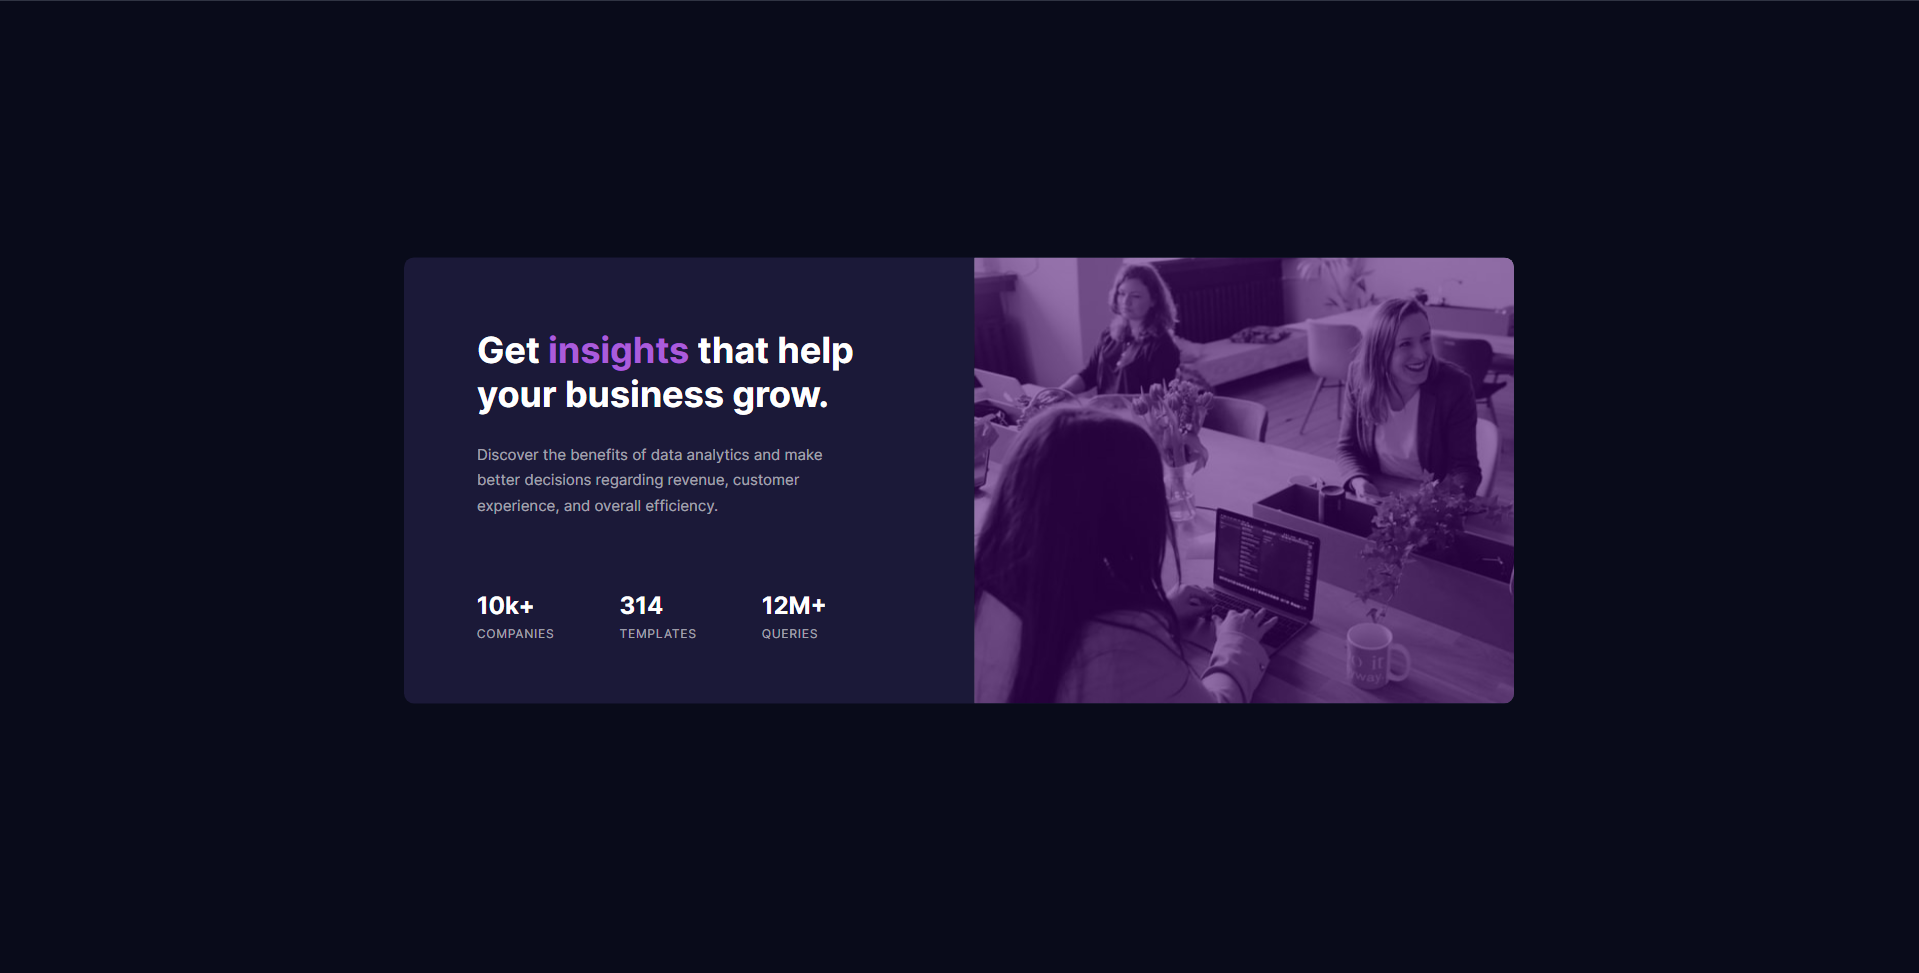 Get insights that help
your business grow.
Discover the benefits of data analytics and make
better decisions regarding revenue, customer
experience, and overall efficiency.
10k+ 314 12M+
COMPANIES TEMPLATES QUERIES